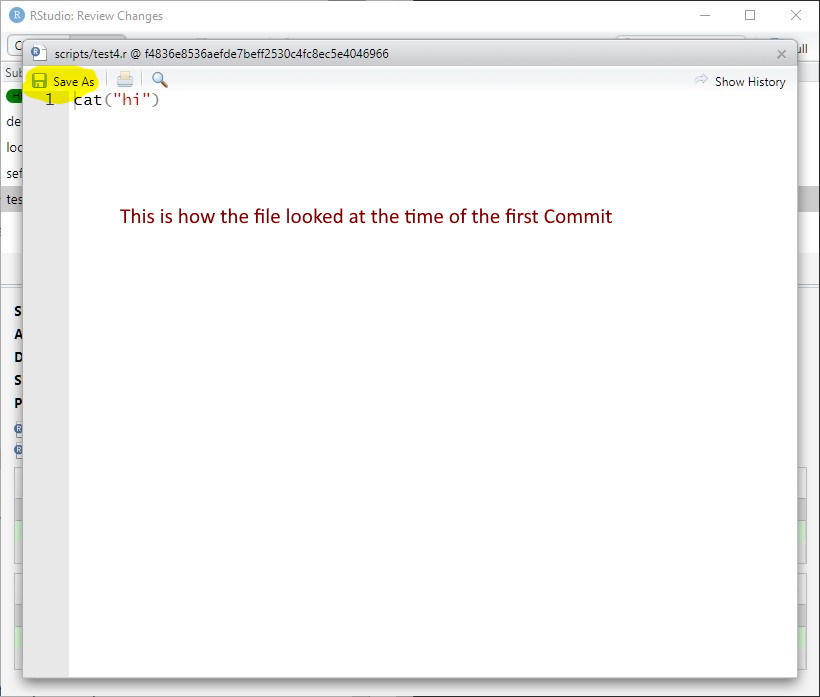 RStudio: Review Changes
scripts/test4.r @ f4836e8536aefde7beff2530c4fc8ec5e4046966
Save As
Show History
1 cat("hi")
This is how the file looked at the time of the first Commit